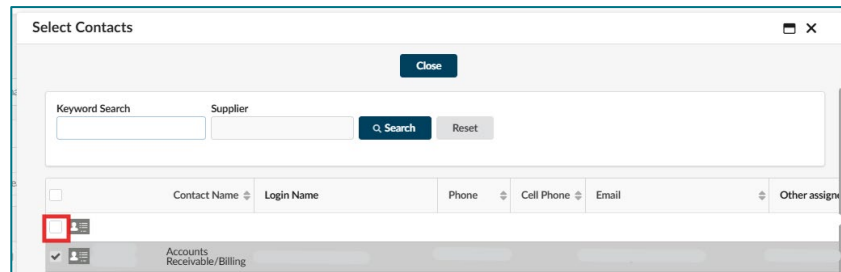 Select Contacts
Close
Keyword Search Supplier
Search Reset
Contact Name Login Name Phone Cell Phone Email Other assign
Accounts
Receivable/Billing